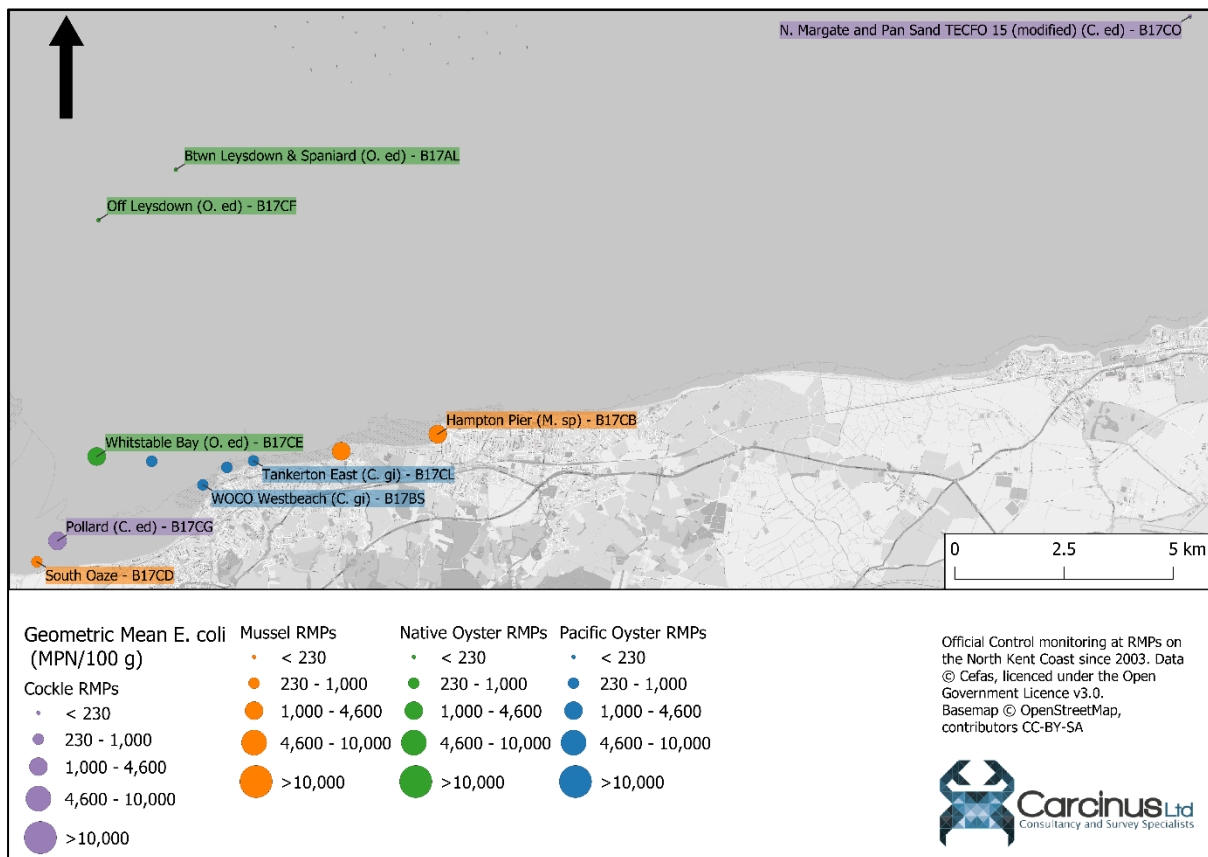 N. Margate and Pan Sand TECFO 15 (modified) (C. ed) - B17CO
Btwn Leysdown & Spaniard (O. ed) - B17AL
Off Leysdown (O. ed) - B17CF
Hampton Pier (M. sp) - B17CB
Whitstable Bay (O. ed) - B17CE
Tankerton East (C. gi) - B17CL
WOCO Westbeach (C. gi) - B17BS
Pollard (C. ed) - B17CG
South Oaze - B17CD
0 2.5 5 km
Geometric Mean E. coli
(MPN/100 g)
Cockle RMPs
< 230
230 - 1,000
1,000 - 4,600
4,600 - 10,000
>10,000
Mussel RMPs
< 230
230 - 1,000
1,000 - 4,600
4,600 - 10,000
>10,000
Native Oyster RMPs
< 230
230 - 1,000
1,000 - 4,600
4,600 - 10,000
>10,000
Pacific Oyster RMPs
< 230
230 - 1,000
1,000 - 4,600
4,600 - 10,000
>10,000
Official Control monitoring at RMPs on
the North Kent Coast since 2003. Data
© Cefas, licenced under the Open
Government Licence v3.0.
Basemap © OpenStreetMap,
contributors CC-BY-SA
Carcinus Ltd
Consultancy and Survey Specialists